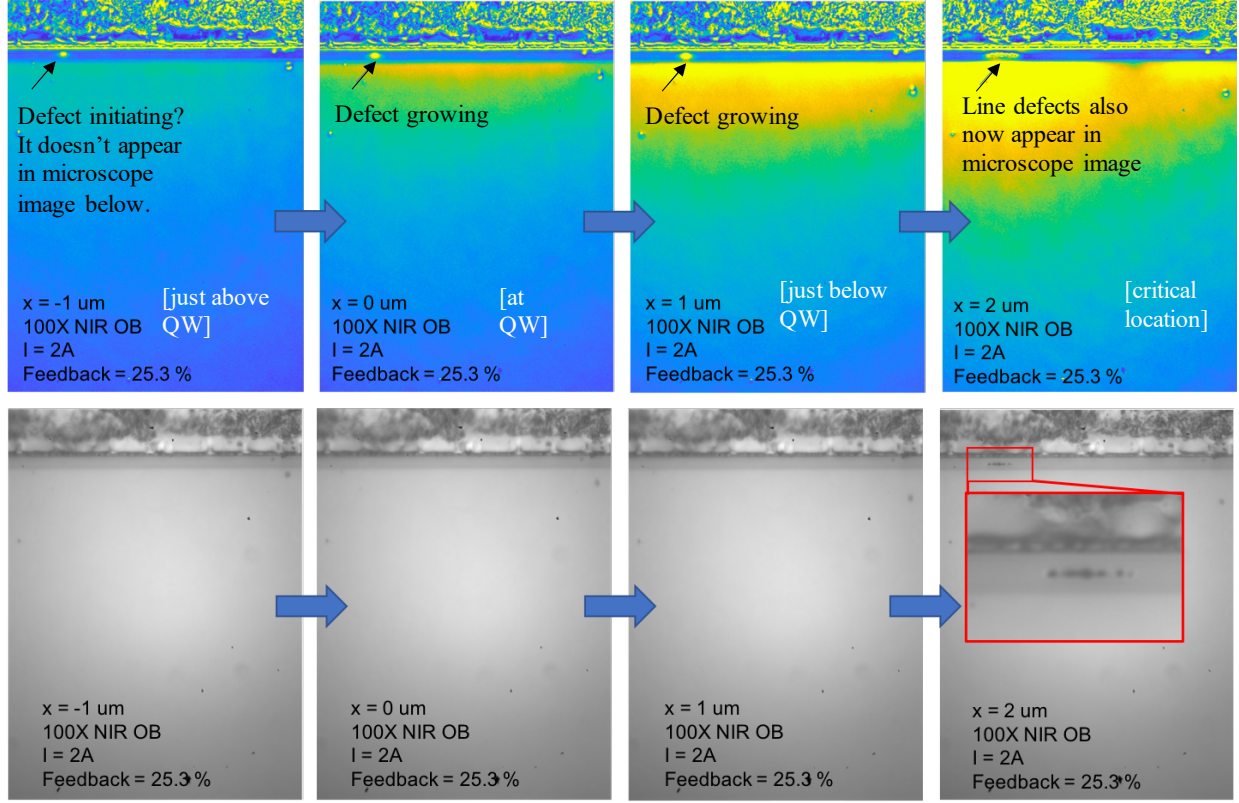 Defect initiating?
It doesn't appear
in microscope
image below.
x = -1 um
100X NIR OB
I = 2A
Feedback = 25.3 %
[just above
QW]
Defect growing
x = 0 um
100X NIR OB
I = 2A
Feedback = 25.3 %
[at
QW]
Defect growing
x = 1 um
100X NIR OB
I = 2A
Feedback = 25.3 %
[just below
QW]
Line defects also
now appear in
microscope image
x = 2 um
100X NIR OB
I = 2A
Feedback = 25.3 %
[critical
location]
x = -1 um
100X NIR OB
I = 2A
Feedback = 25.3 %
x = 0 um
100X NIR OB
I = 2A
Feedback = 25.3 %
x = 1 um
100X NIR OB
I = 2A
Feedback = 25.3 %
x = 2 um
100X NIR OB
I = 2A
Feedback = 25.3 %